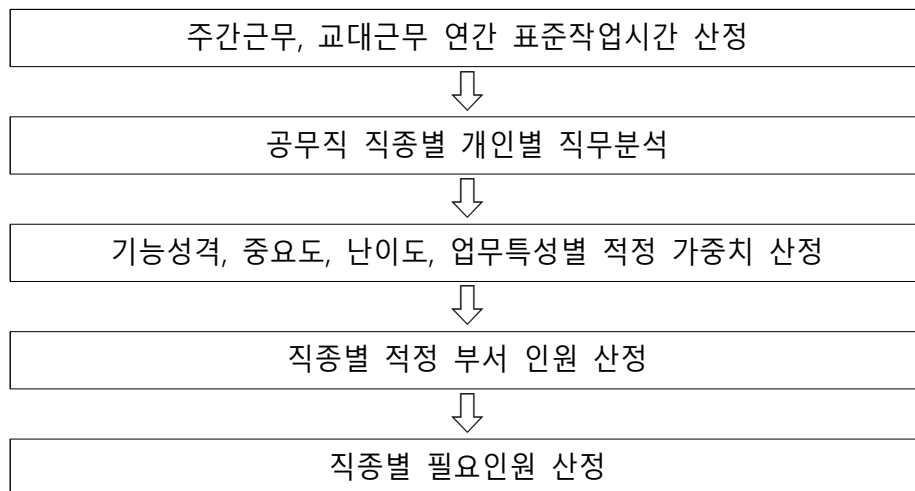 주간근무, 교대근무 연간 표준작업시간 산정
공무직 직종별 개인별 직무분석
기능성격, 중요도, 난이도, 업무특성별 적정 가중치 산정
직종별 적정 부서 인원 산정
직종별 필요인원 산정